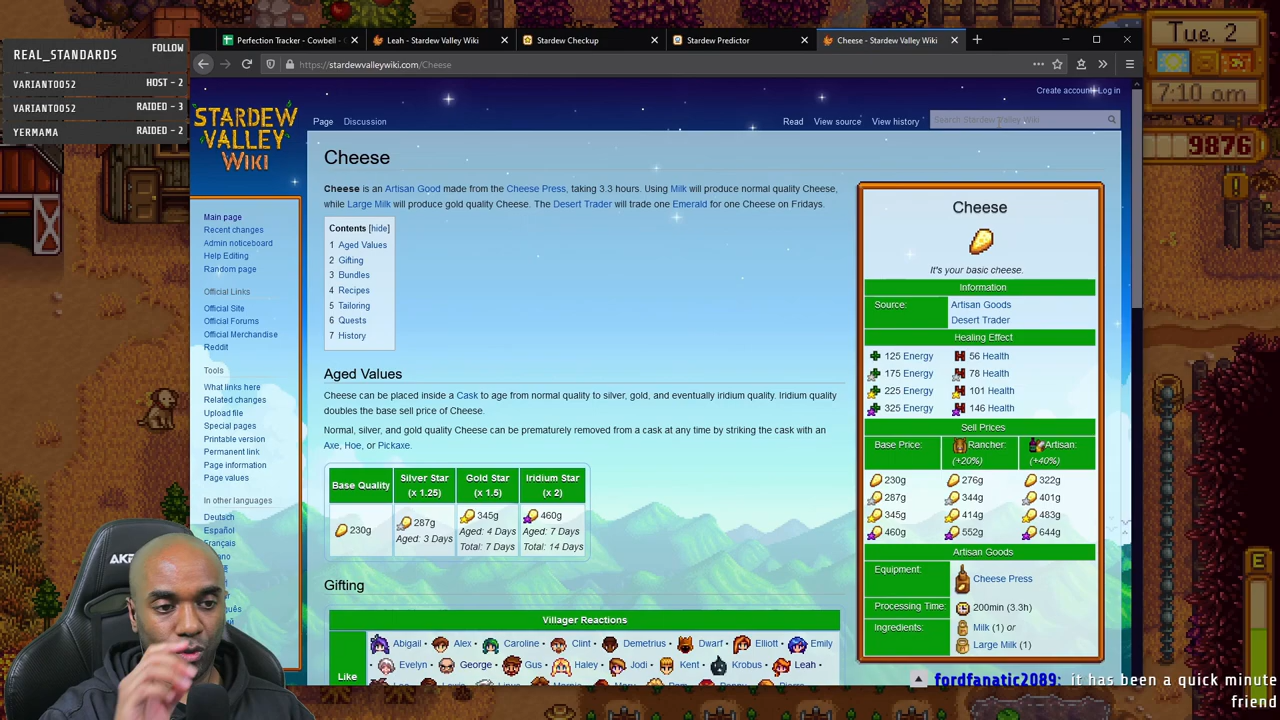 REAL_STANDARDS FOLLOW
VARIANT0052 HOST - 2
VARIANT0052 RAIDED - 3
YERMAMA RAIDED - 2
Perfection Tracker - Cowbell -
Leah - Stardew Valley Wiki
Stardew Checkup
Stardew Predictor
Cheese - Stardew Valley Wiki
https://stardewvalleywiki.com/Cheese
Tue. 2
7:10 am
9876
Create account Log in
STARDEW
VALLEY
WIKI
Page Discussion Read View source View history Search Stardew Valley Wiki
Main page
Recent changes
Admin noticeboard
Help Editing
Random page
Official Links
Official Site
Official Forums
Official Merchandise
Reddit
Tools
What links here
Related changes
Upload file
Special pages
Printable version
Permanent link
Page information
Page values
In other languages
Deutsch
Español
Français
Cheese
Cheese is an Artisan Good made from the Cheese Press, taking 3.3 hours. Using Milk will produce normal quality Cheese,
while Large Milk will produce gold quality Cheese. The Desert Trader will trade one Emerald for one Cheese on Fridays.
Contents [hide]
1 Aged Values
2 Gifting
3 Bundles
4 Recipes
5 Tailoring
6 Quests
7 History
Aged Values
Cheese can be placed inside a Cask to age from normal quality to silver, gold, and eventually iridium quality. Iridium quality
doubles the base sell price of Cheese.
Normal, silver, and gold quality Cheese can be prematurely removed from a cask at any time by striking the cask with an
Axe, Hoe, or Pickaxe.
Base Quality Silver Star (x 1.25) Gold Star (x 1.5) Iridium Star (x 2)
230g 287g 345g 460g
Aged: 3 Days Aged: 4 Days Aged: 7 Days
Total: 7 Days Total: 14 Days
Gifting
Villager Reactions
Like
Abigail • Alex • Caroline • Clint • Demetrius • Dwarf • Elliott • Emily
• Evelyn • George • Gus • Haley • Jodi • Kent • Krobus • Leah •
Cheese
It's your basic cheese.
Information
Source: Artisan Goods
Desert Trader
Healing Effect
125 Energy 56 Health
175 Energy 78 Health
225 Energy 101 Health
325 Energy 146 Health
Sell Prices
Base Price: Rancher: (+20%) Artisan: (+40%)
230g 276g 322g
287g 344g 401g
345g 414g 483g
460g 552g 644g
Artisan Goods
Equipment: Cheese Press
Processing Time: 200min (3.3h)
Ingredients: Milk (1) or
Large Milk (1)
E
fordfanatic2089: it has been a quick minute
friend